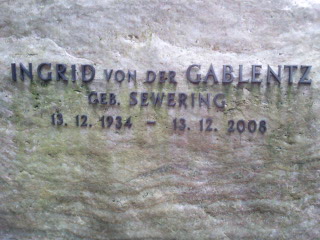 INGRID VON DER GABLENTZ
GEB. SEWERING
13. 12. 1934 – 13. 12. 2008